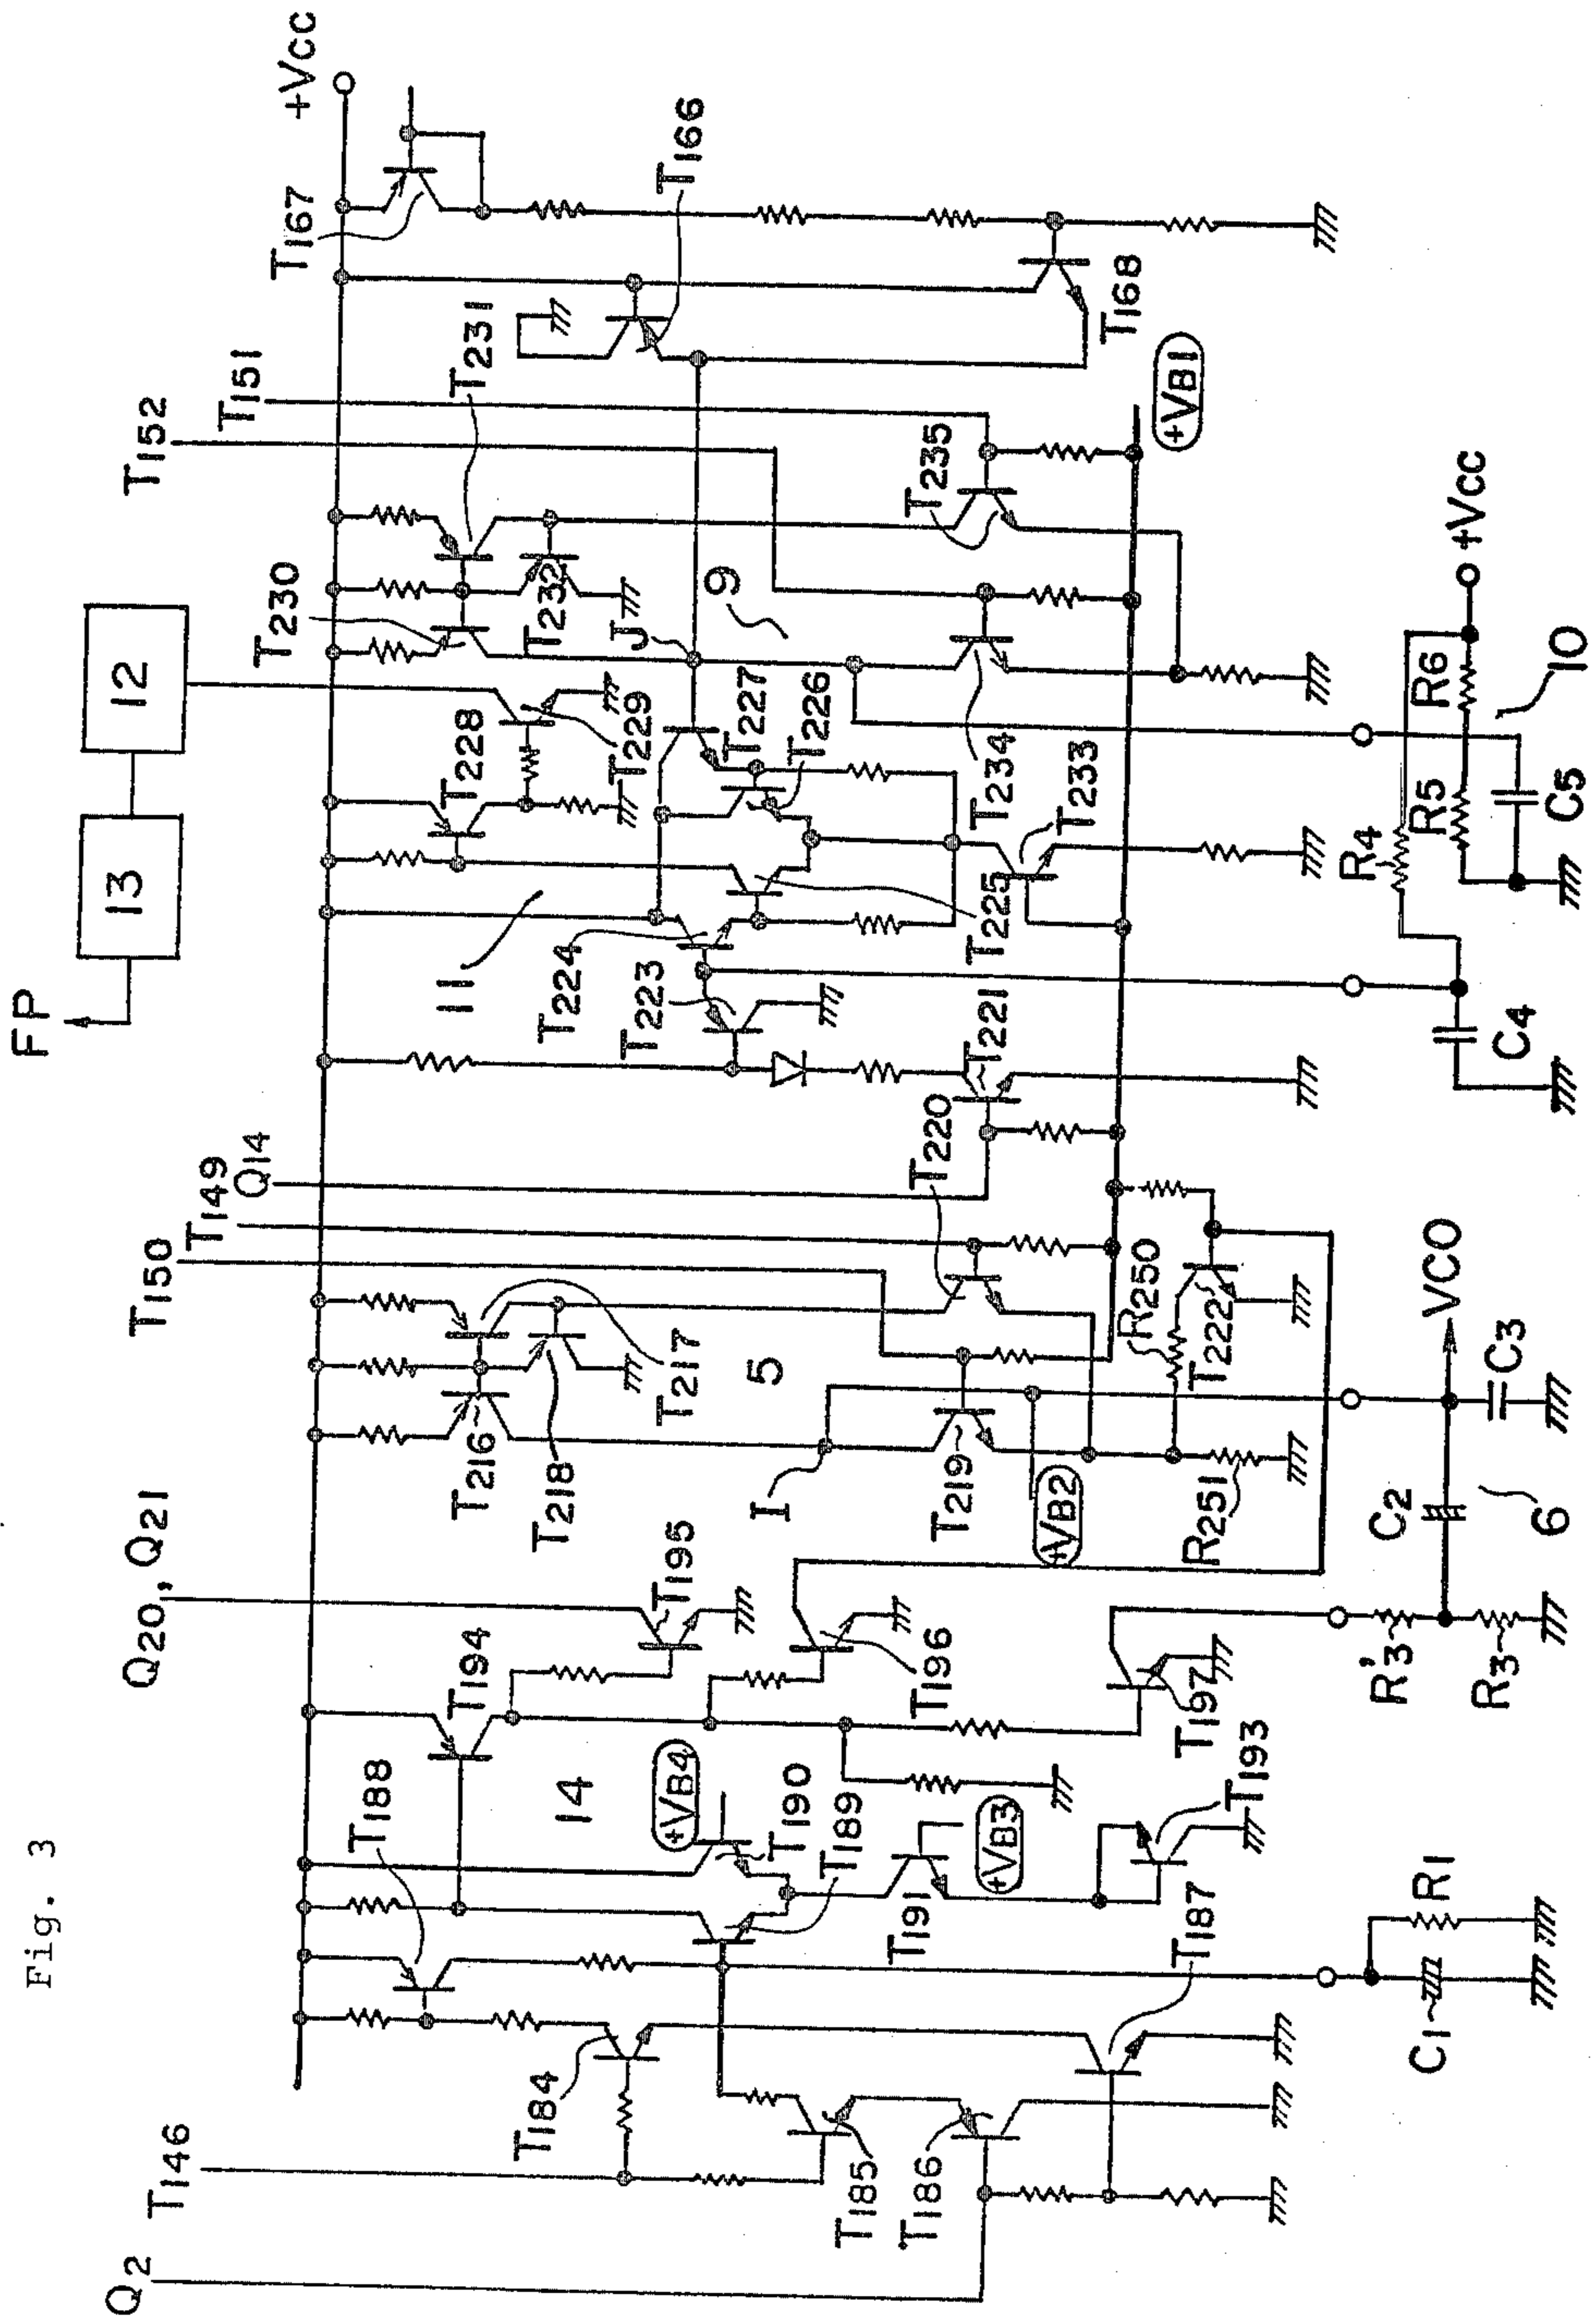 Fig. 3
FP
13
12
+Vcc
Q2
T146
Q20, Q21
T150
T149
Q14
T152
T151
T167
T188
T194
T195
T216
T218
T217
T230
T231
T232
T228
T229
T166
11
14
+VB4
T190
T189
T184
T185
T186
T187
T191
+VB3
T193
T196
T197
5
I
T219
+VB2
R251
R250
T222
T220
T221
T223
T224
T225
T226
T227
J
9
T233
T234
T235
T168
+VB1
C1
R1
R3'
R3
C2
6
C3
VCO
C4
R4
R5
R6
C5
10
+Vcc